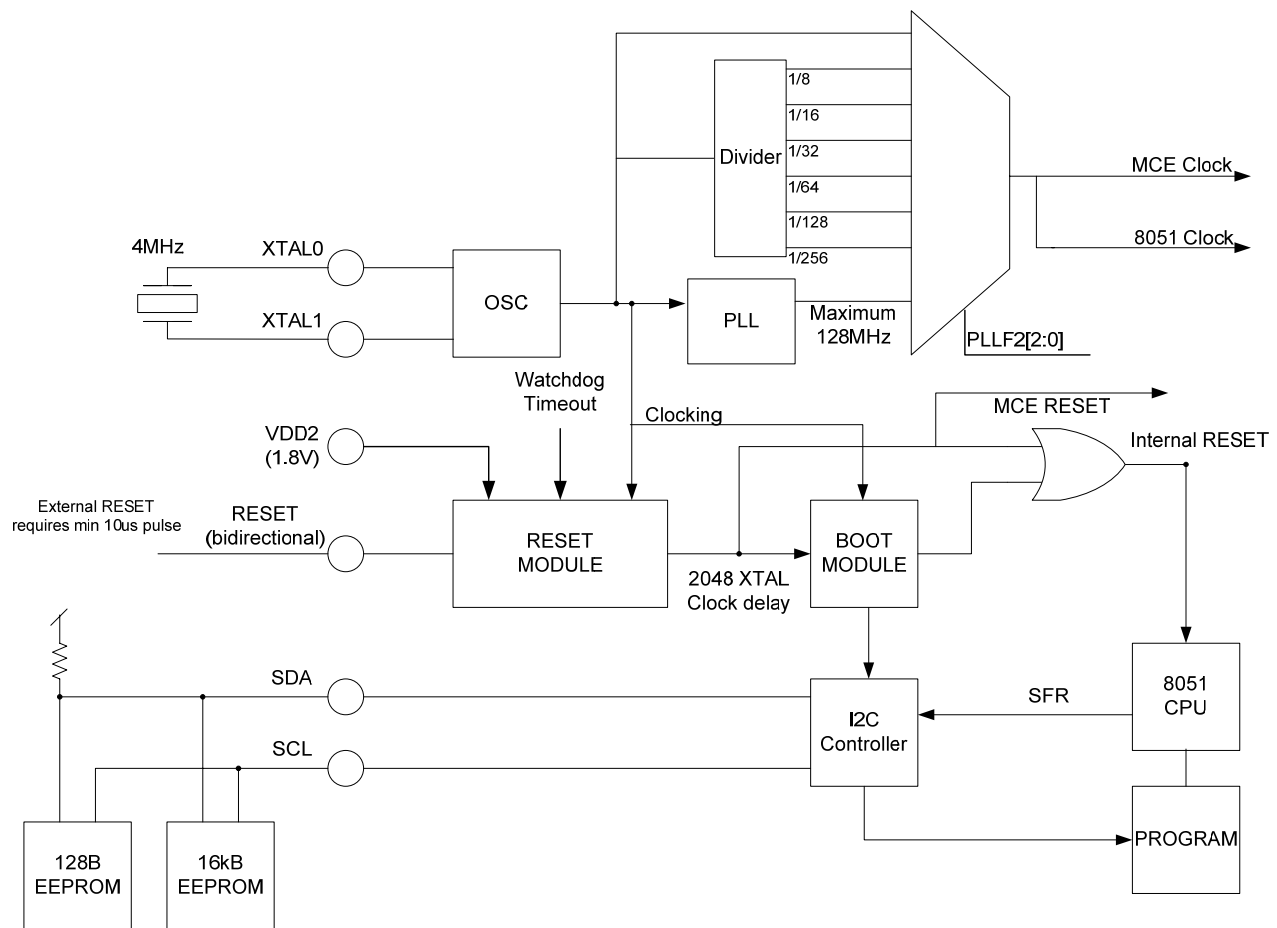 1/8
1/16
Divider
1/32
1/64
1/128
1/256
MCE Clock
8051 Clock
4MHz
XTAL0
XTAL1
OSC
PLL
Maximum
128MHz
PLLF2[2:0]
Watchdog
Timeout
Clocking
MCE RESET
VDD2
(1.8V)
Internal RESET
External RESET
requires min 10us pulse
RESET
(bidirectional)
RESET
MODULE
2048 XTAL
Clock delay
BOOT
MODULE
SDA
SCL
I2C
Controller
SFR
8051
CPU
PROGRAM
128B
EEPROM
16kB
EEPROM